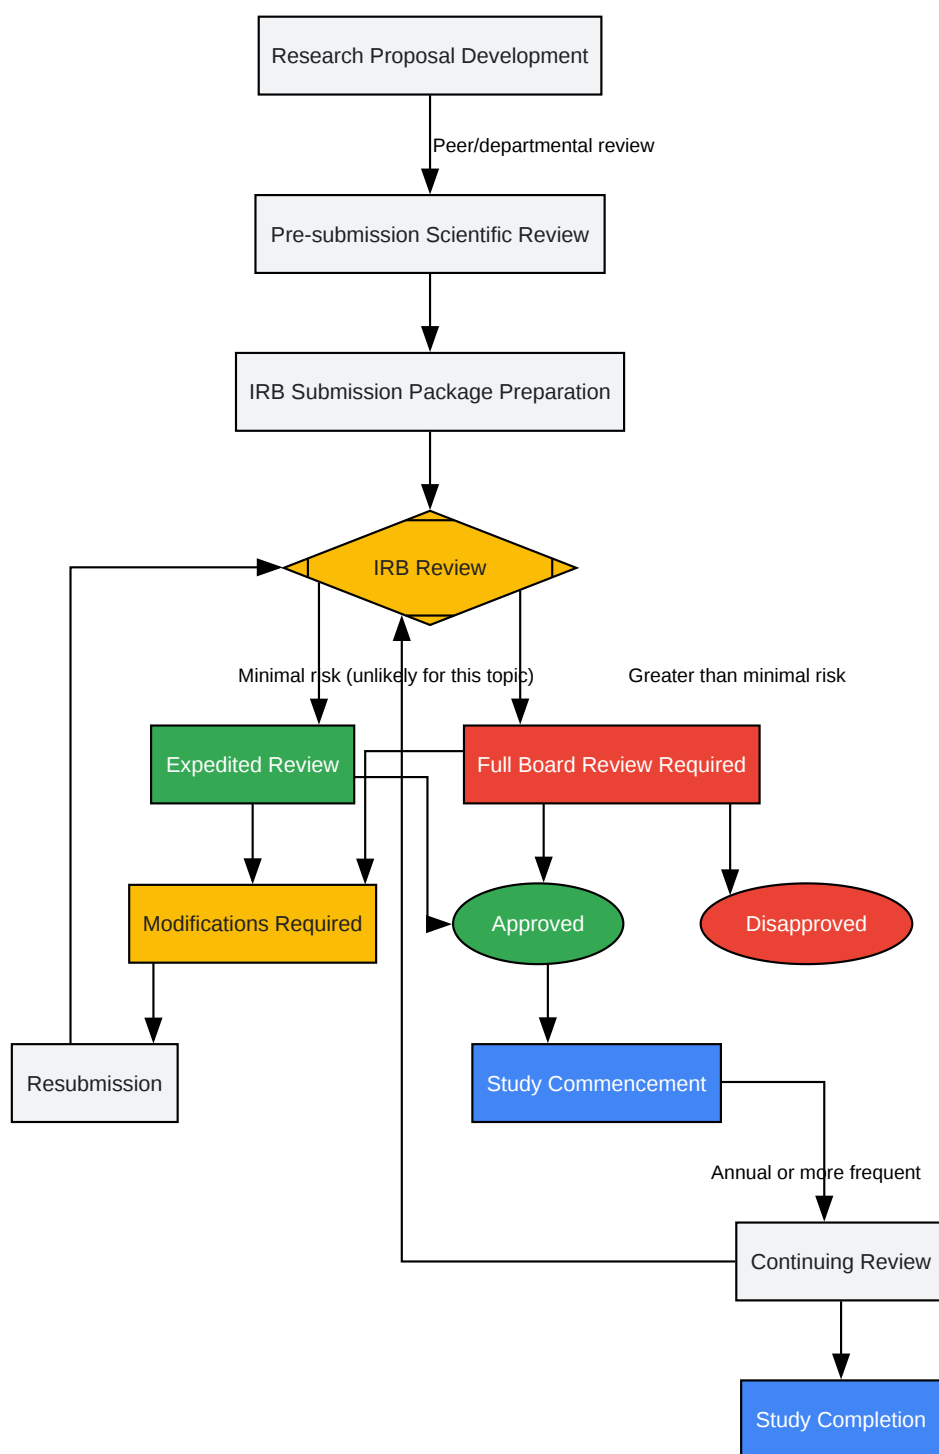 Research Proposal Development
Peer/departmental review
Pre-submission Scientific Review
IRB Submission Package Preparation
IRB Review
Minimal risk (unlikely for this topic)
Greater than minimal risk
Expedited Review
Full Board Review Required
Modifications Required
Approved
Disapproved
Resubmission
Study Commencement
Annual or more frequent
Continuing Review
Study Completion